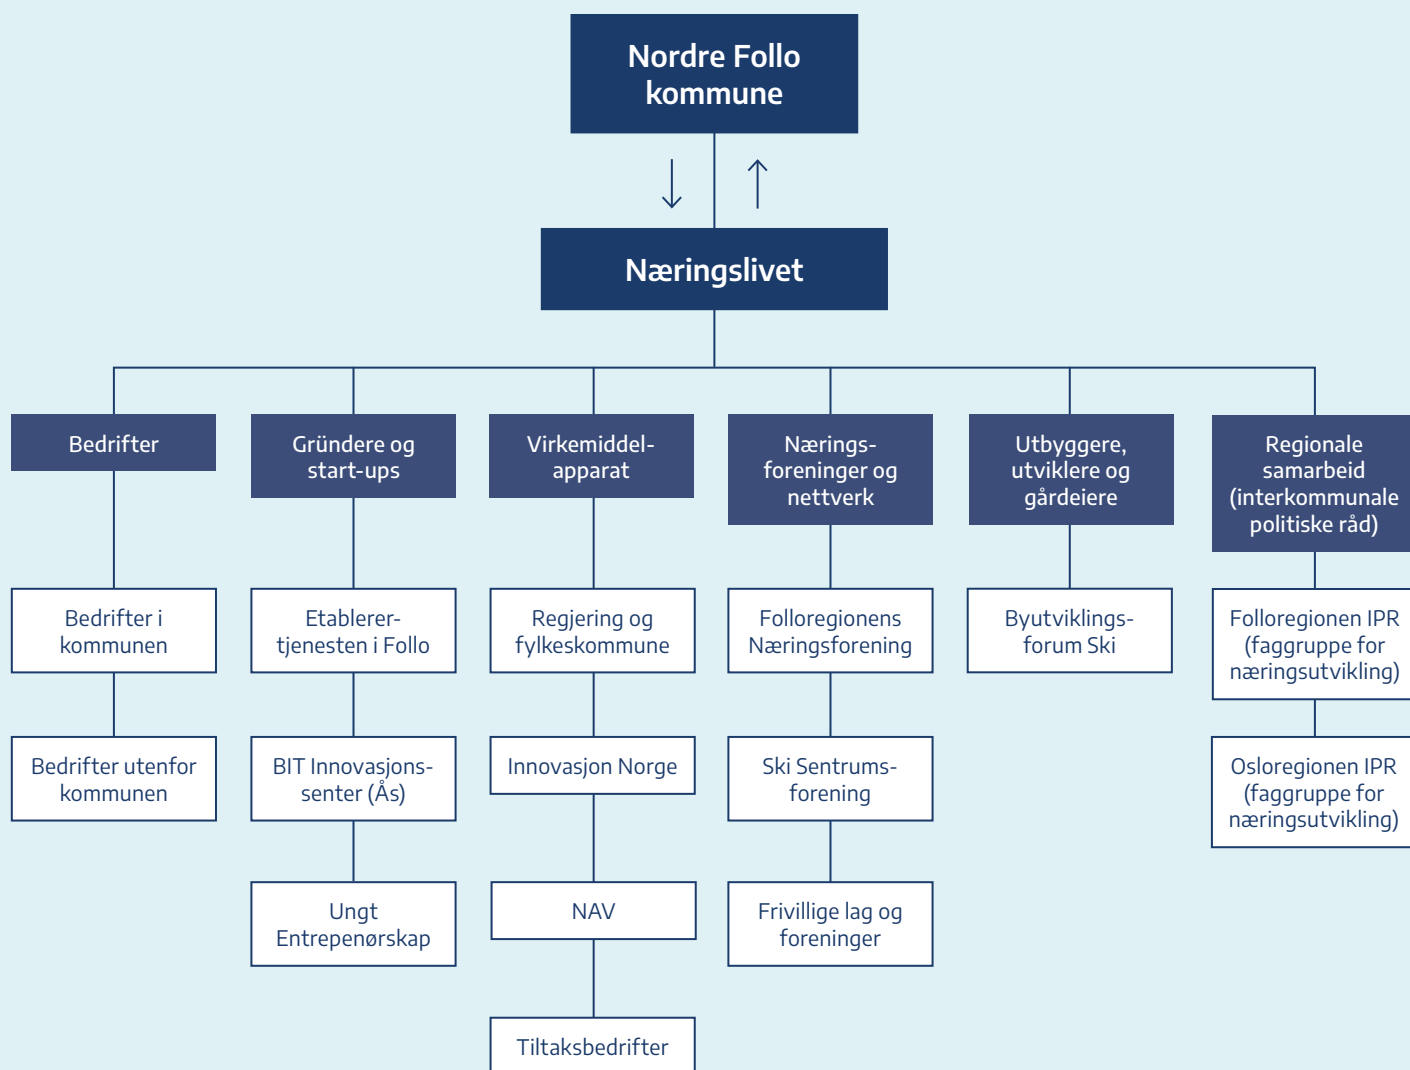 Nordre Follo
kommune
Næringslivet
Bedrifter
Bedrifter i
kommunen
Bedrifter utenfor
kommunen
Gründere og
start-ups
Etablerer-
tjenesten i Follo
BIT Innovasjons-
senter (Ås)
Ungt
Entrepenørskap
Virkemiddel-
apparat
Regjering og
fylkeskommune
Innovasjon Norge
NAV
Tiltaksbedrifter
Nærings-
foreninger og
nettverk
Folloregionens
Næringsforening
Ski Sentrums-
forening
Frivillige lag og
foreninger
Utbyggere,
utviklere og
gårdeiere
Byutviklings-
forum Ski
Regionale
samarbeid
(interkommunale
politiske råd)
Folloregionen IPR
(faggruppe for
næringsutvikling)
Osloregionen IPR
(faggruppe for
næringsutvikling)